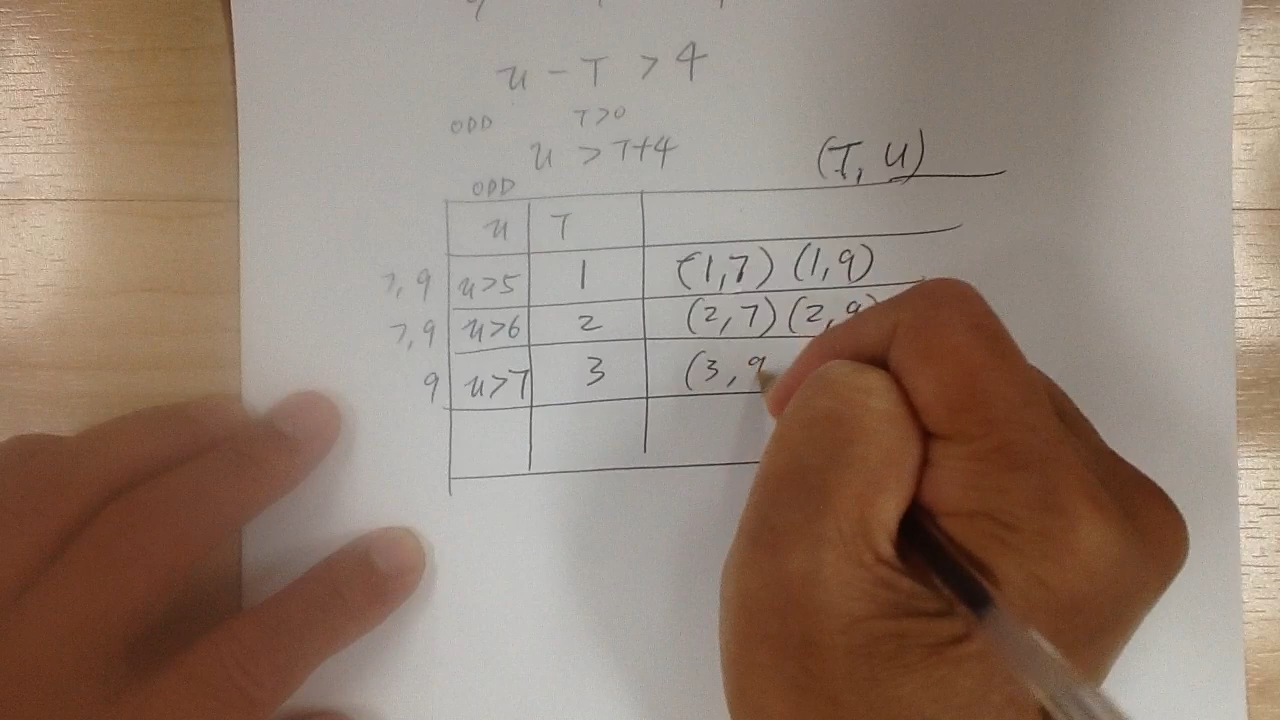 u - T > 4
ODD T>0
u > T+4
(T, u)
ODD
u T
7, 9 u>5 1 (1,7) (1,9)
7,9 u>6 2 (2,7) (2,9
9 u>7 3 (3,9